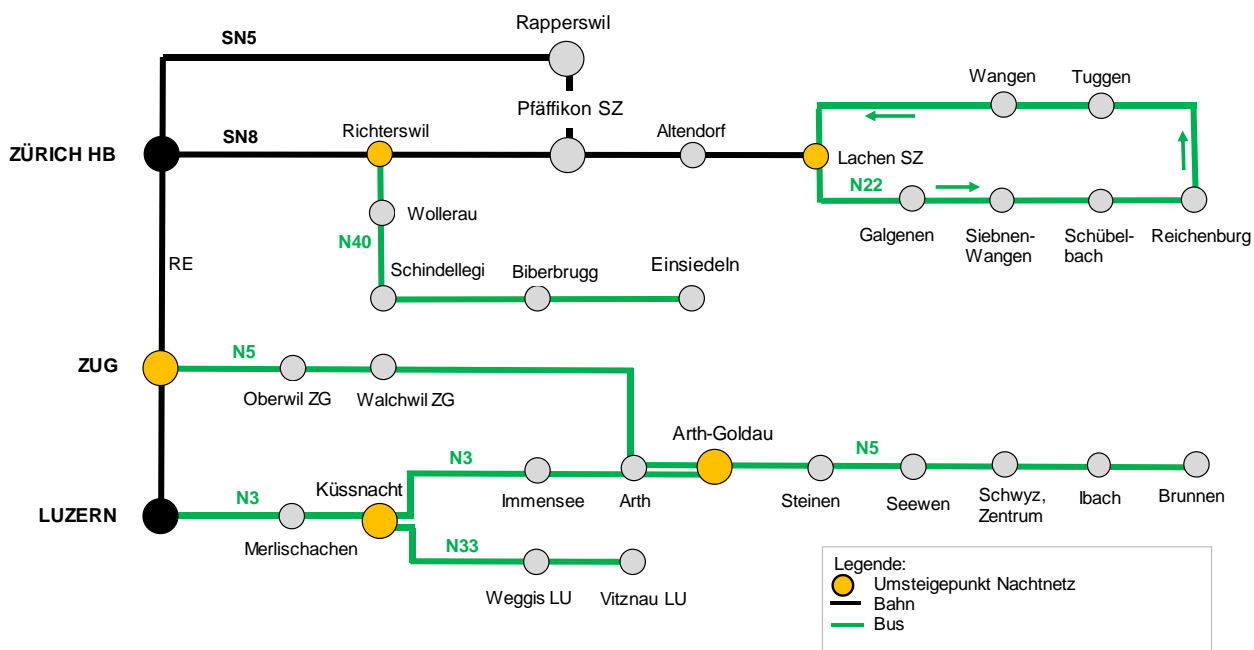 Rapperswil
SN5
Wangen
Tuggen
Pfäffikon SZ
Richterswil
Altendorf
SN8
ZÜRICH HB
Lachen SZ
N22
Wollerau
Galgenen
Siebnen-
Wangen
Schübel-
bach
Reichenburg
N40
RE
Schindellegi
Biberbrugg
Einsiedeln
ZUG
N5
Oberwil ZG
Walchwil ZG
Arth-Goldau
N3
N5
Küssnacht
Immensee
Arth
Steinen
Seewen
Schwyz,
Zentrum
Ibach
Brunnen
LUZERN
N3
Merlischachen
N33
Weggis LU
Vitznau LU
Legende:
Umsteigepunkt Nachtnetz
Bahn
Bus